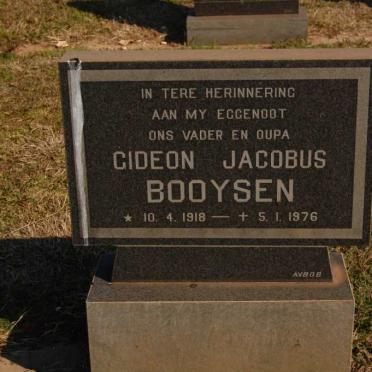 IN TERE HERINNERING
AAN MY EGGENOOT
ONS VADER EN OUPA
GIDEON JACOBUS
BOOYSEN
* 10.4.1918 — + 5.1.1976
AVBOB